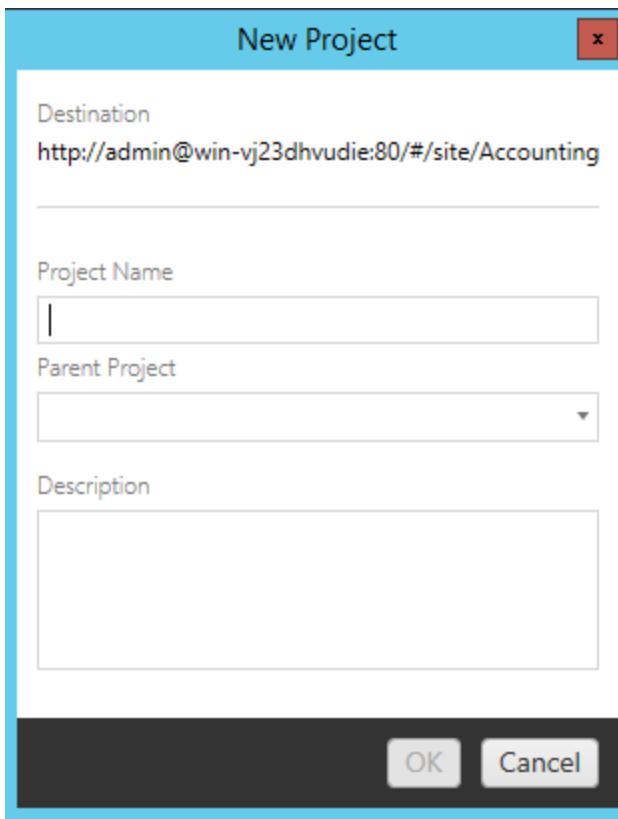 New Project
x
Destination
http://admin@win-vj23dhvudie:80/#/site/Accounting
Project Name
Parent Project
Description
OK
Cancel